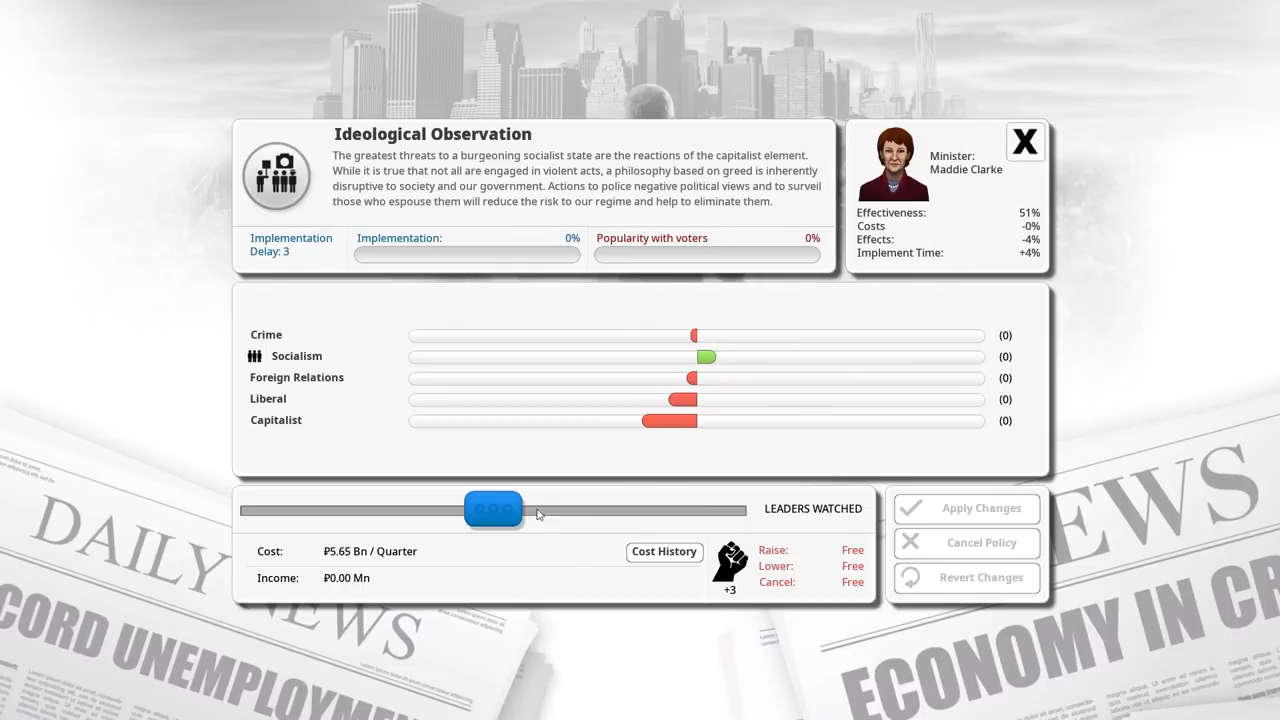 Ideological Observation
The greatest threats to a burgeoning socialist state are the reactions of the capitalist element.
While it is true that not all are engaged in violent acts, a philosophy based on greed is inherently
disruptive to society and our government. Actions to police negative political views and to surveil
those who espouse them will reduce the risk to our regime and help to eliminate them.
Implementation
Delay: 3
Implementation: 0%
Popularity with voters 0%
X
Minister:
Maddie Clarke
Effectiveness: 51%
Costs -0%
Effects: -4%
Implement Time: +4%
Crime (0)
Socialism (0)
Foreign Relations (0)
Liberal (0)
Capitalist (0)
LEADERS WATCHED
Cost: ₽5.65 Bn / Quarter
Cost History
Income: ₽0.00 Mn
+3
Raise: Free
Lower: Free
Cancel: Free
Apply Changes
Cancel Policy
Revert Changes
DAILY NEWS
CORD UNEMPLOYME
NEWS
ECONOMY IN CR